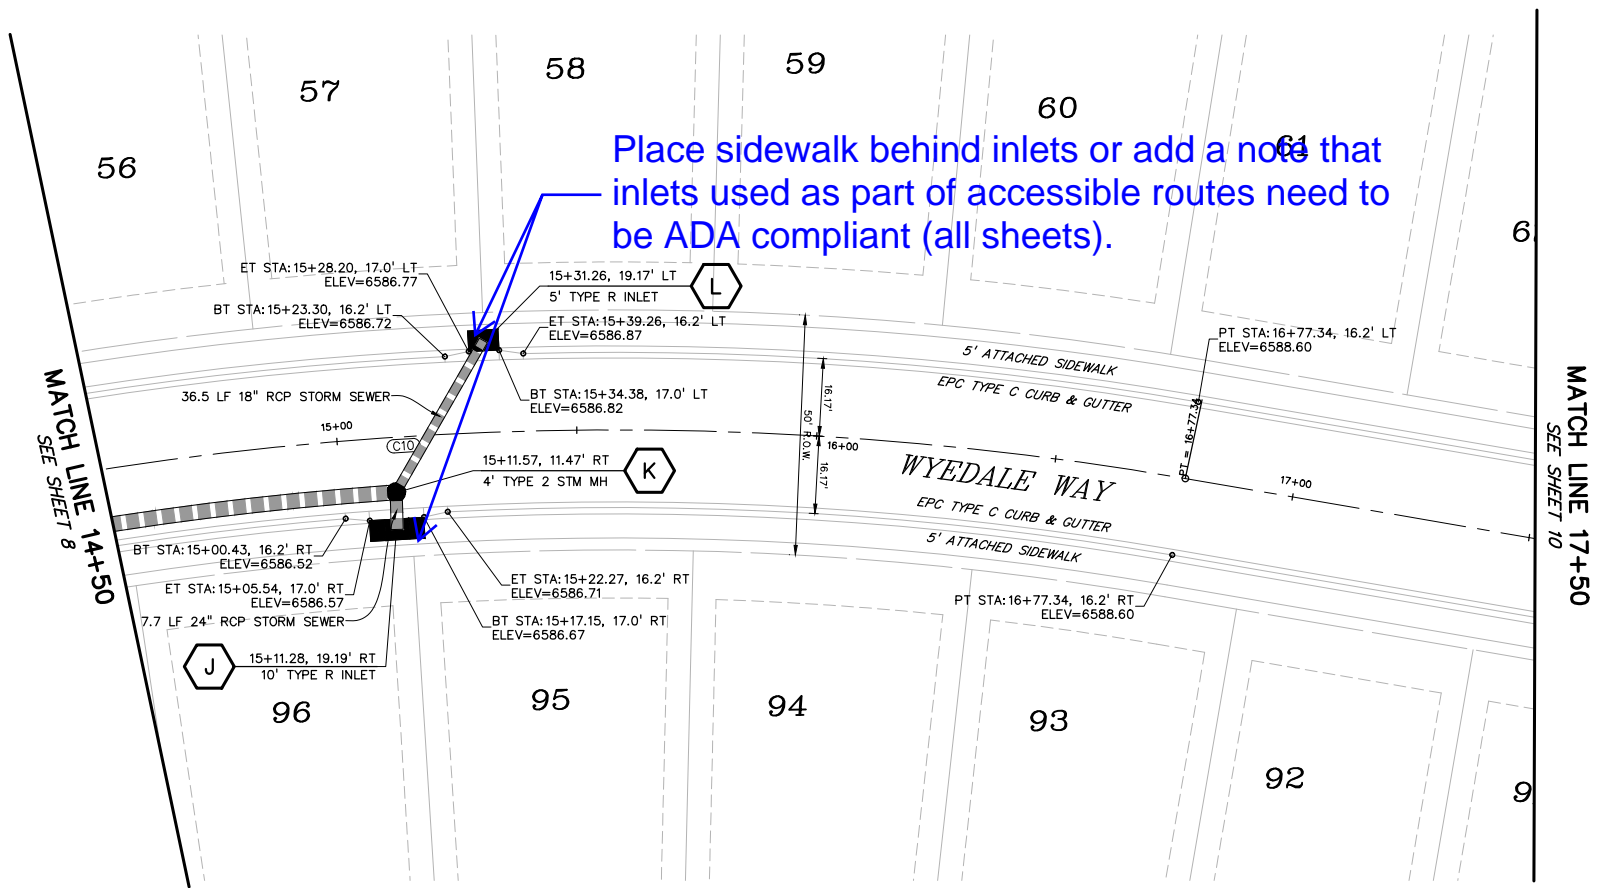 56
57
58
59
60
61
6
Place sidewalk behind inlets or add a note that
inlets used as part of accessible routes need to
be ADA compliant (all sheets).
ET STA:15+28.20, 17.0' LT
ELEV=6586.77
BT STA:15+23.30, 16.2' LT
ELEV=6586.72
15+31.26, 19.17' LT
5' TYPE R INLET
L
ET STA:15+39.26, 16.2' LT
ELEV=6586.87
PT STA:16+77.34, 16.2' LT
ELEV=6588.60
5' ATTACHED SIDEWALK
EPC TYPE C CURB & GUTTER
36.5 LF 18" RCP STORM SEWER
BT STA:15+34.38, 17.0' LT
ELEV=6586.82
16.17'
50' R.O.W.
16.17'
15+00
C10
16+00
PT = 16+77.34
17+00
15+11.57, 11.47' RT
4' TYPE 2 STM MH
K
WYEDALE WAY
EPC TYPE C CURB & GUTTER
5' ATTACHED SIDEWALK
MATCH LINE 14+50
SEE SHEET 8
MATCH LINE 17+50
SEE SHEET 10
BT STA:15+00.43, 16.2' RT
ELEV=6586.52
ET STA:15+05.54, 17.0' RT
ELEV=6586.57
7.7 LF 24" RCP STORM SEWER
ET STA:15+22.27, 16.2' RT
ELEV=6586.71
BT STA:15+17.15, 17.0' RT
ELEV=6586.67
PT STA:16+77.34, 16.2' RT
ELEV=6588.60
J
15+11.28, 19.19' RT
10' TYPE R INLET
96
95
94
93
92
9